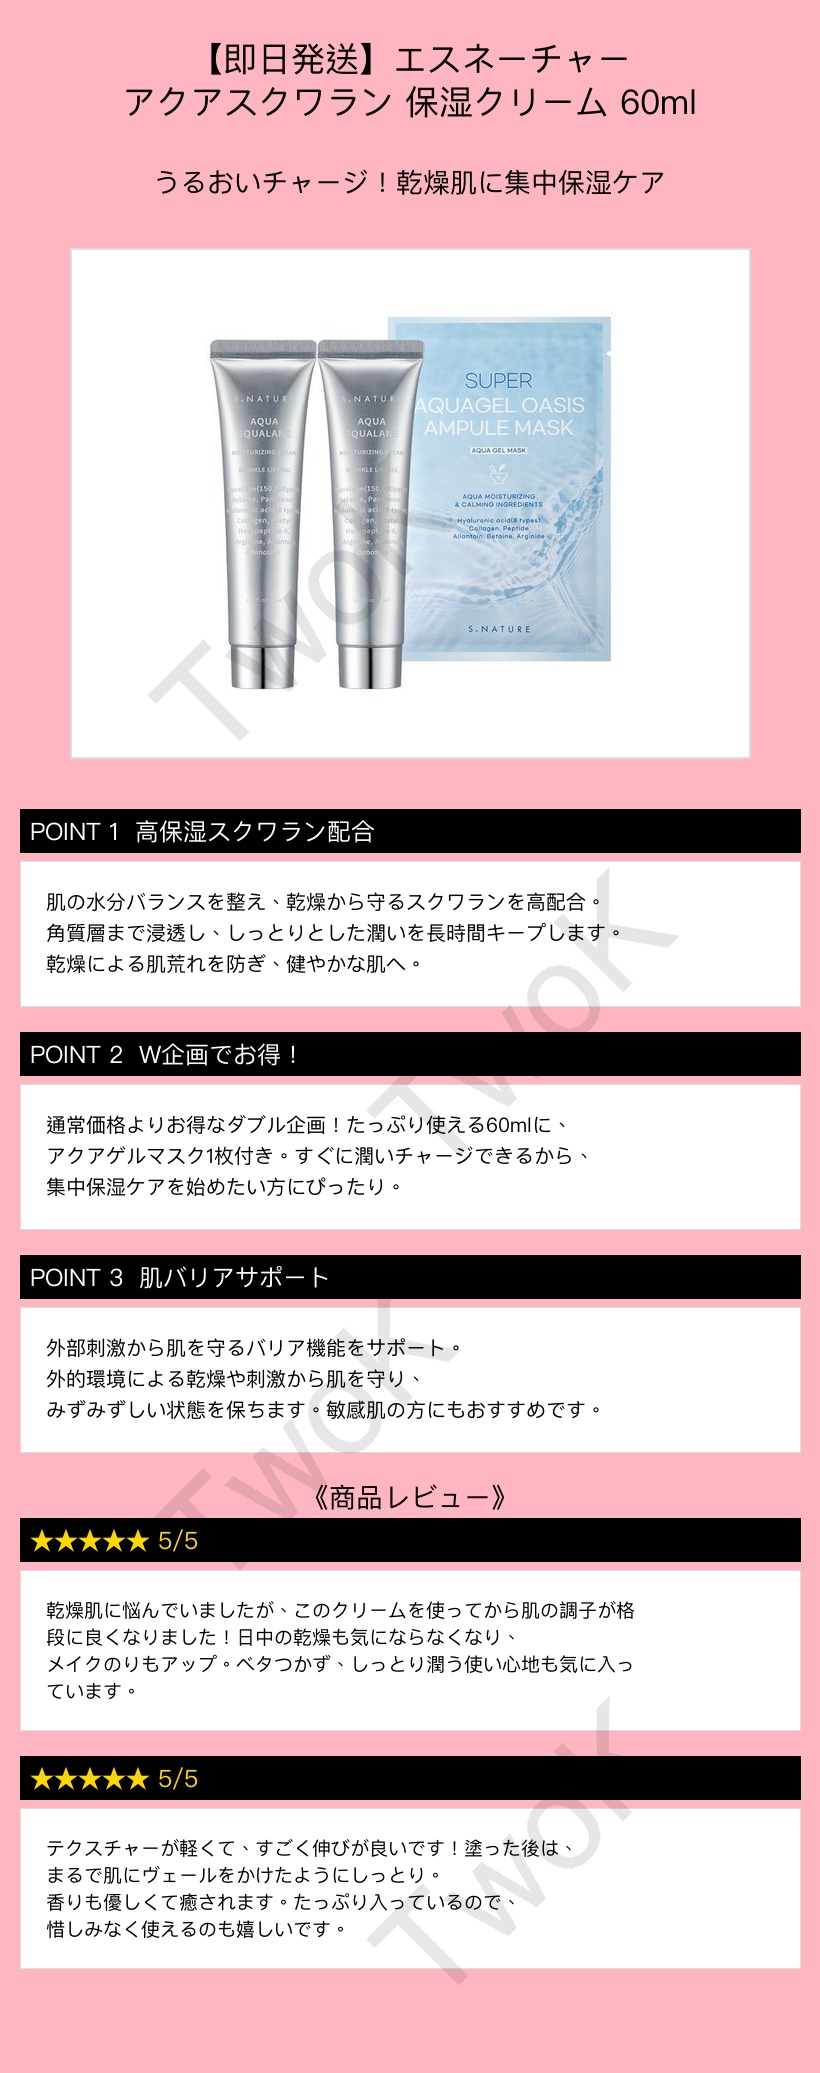 【即日発送】エスネーチャー
アクアスクワラン 保湿クリーム 60ml
うるおいチャージ！乾燥肌に集中保湿ケア
S.NATUR
AQUA
SQUALANE
S.NATUR
AQUA
SQUALANE
SUPER
AQUAGEL OASIS
AMPULE MASK
AQUA GEL MASK
AQUA MOISTURIZING
& CALMING INGREDIENTS
Hyaluronic acid(8 types)
Collagen, Peptide
Allantoin, Betaine, Arginine
S.NATURE
TwoK
POINT 1 高保湿スクワラン配合
肌の水分バランスを整え、乾燥から守るスクワランを高配合。
角質層まで浸透し、しっとりとした潤いを長時間キープします。
乾燥による肌荒れを防ぎ、健やかな肌へ。
TwoK
POINT 2 W企画でお得！
通常価格よりお得なダブル企画！たっぷり使える60mlに、
アクアゲルマスク1枚付き。すぐに潤いチャージできるから、
集中保湿ケアを始めたい方にぴったり。
POINT 3 肌バリアサポート
外部刺激から肌を守るバリア機能をサポート。
外的環境による乾燥や刺激から肌を守り、
みずみずしい状態を保ちます。敏感肌の方にもおすすめです。
TwoK
《商品レビュー》
★★★★★ 5/5
乾燥肌に悩んでいましたが、このクリームを使ってから肌の調子が格
段に良くなりました！日中の乾燥も気にならなくなり、
メイクのりもアップ。ベタつかず、しっとり潤う使い心地も気に入っ
ています。
★★★★★ 5/5
テクスチャーが軽くて、すごく伸びが良いです！塗った後は、
まるで肌にヴェールをかけたようにしっとり。
香りも優しくて癒されます。たっぷり入っているので、
惜しみなく使えるのも嬉しいです。
TwoK